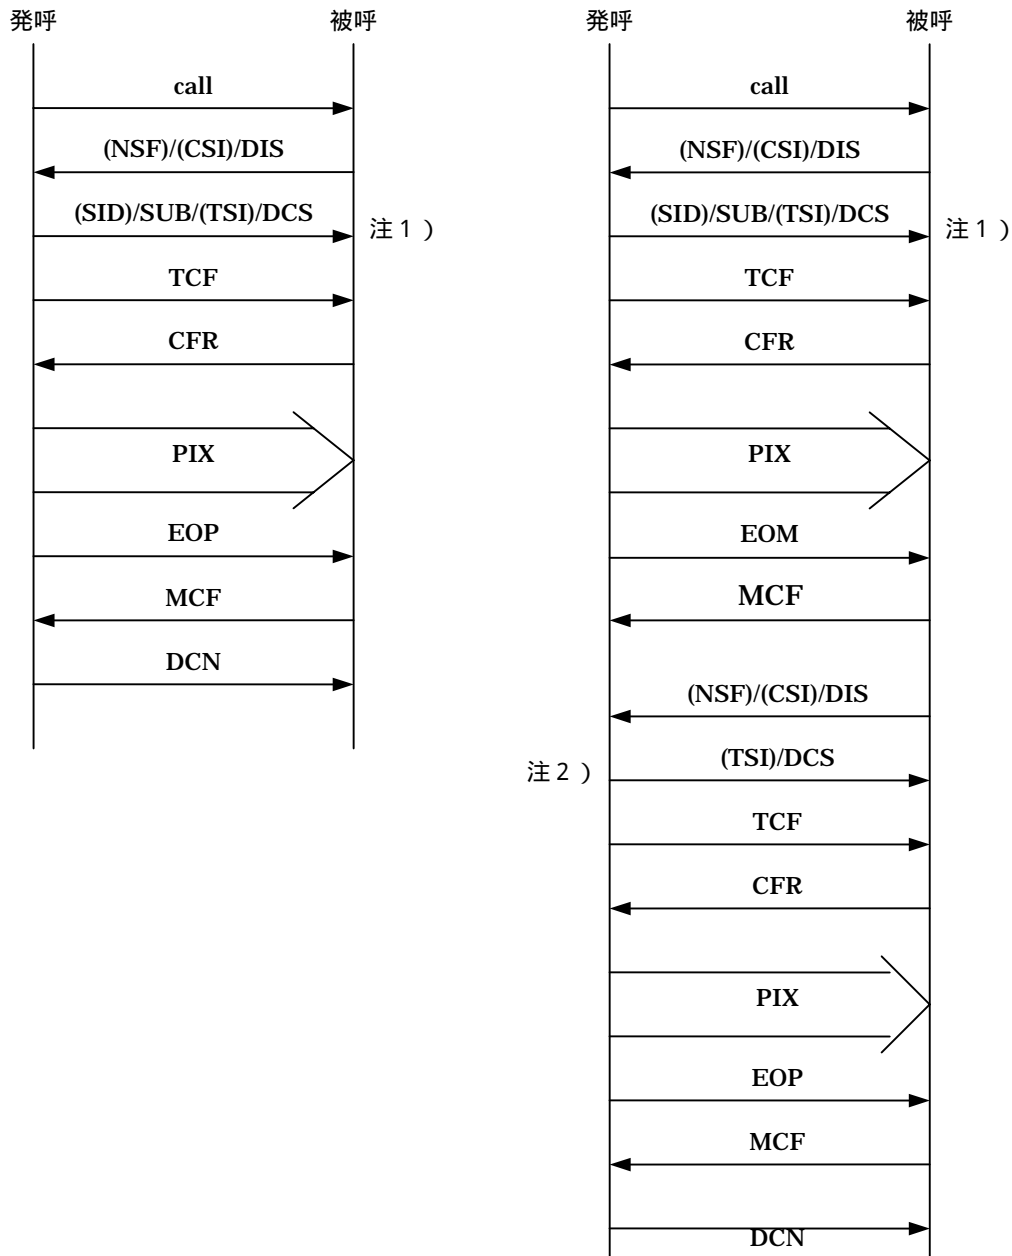 発呼
被呼
call
(NSF)/(CSI)/DIS
(SID)/SUB/(TSI)/DCS
注1）
TCF
CFR
PIX
EOP
MCF
DCN
発呼
被呼
call
(NSF)/(CSI)/DIS
(SID)/SUB/(TSI)/DCS
注1）
TCF
CFR
PIX
EOM
MCF
(NSF)/(CSI)/DIS
注2）
(TSI)/DCS
TCF
CFR
PIX
EOP
MCF
DCN